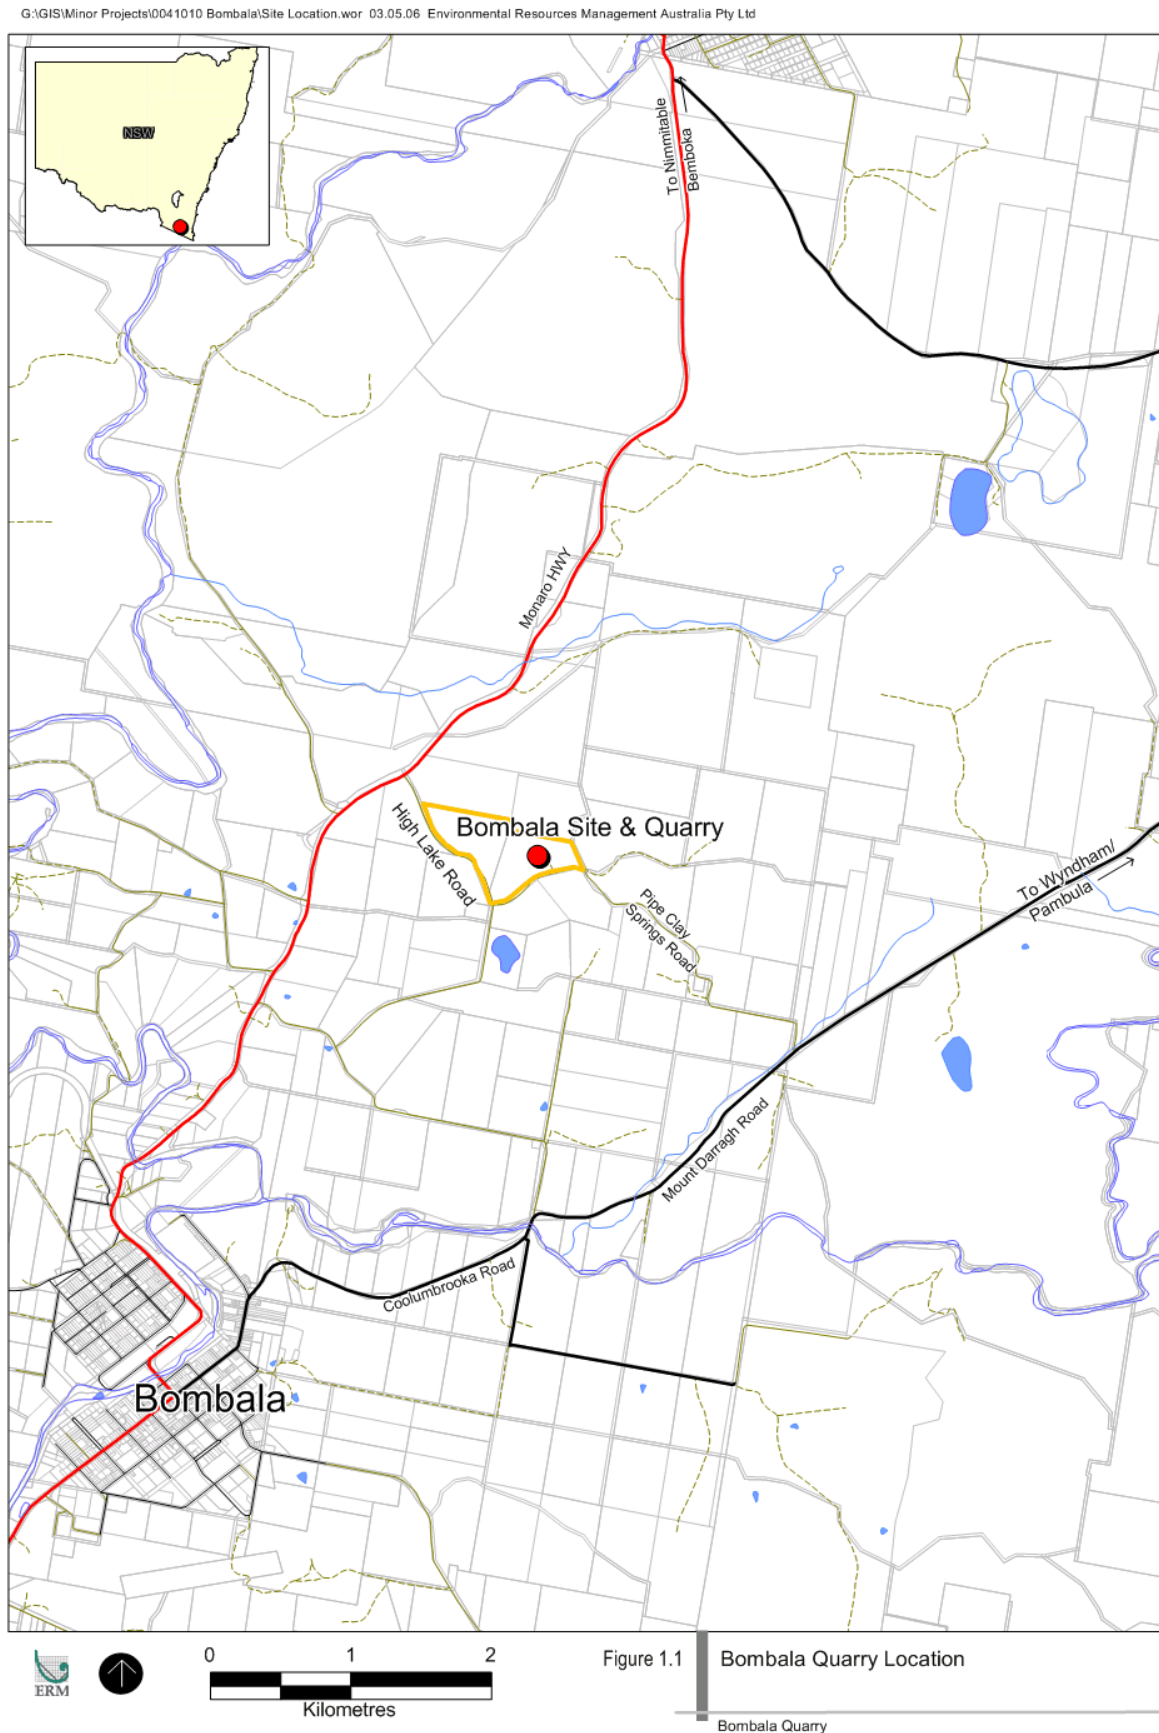 G:\GIS\Minor Projects\0041010 Bombala\Site Location.wor 03.05.06 Environmental Resources Management Australia Pty Ltd
NSW
To Nimmitable
Bemboka
Monaro HWY
Bombala Site & Quarry
High Lake Road
Pipe Clay
Springs Road
To Wyndham/
Pambula
Mount Darragh Road
Coolumbrooka Road
Bombala
ERM
0 1 2
Kilometres
Figure 1.1
Bombala Quarry Location
Bombala Quarry